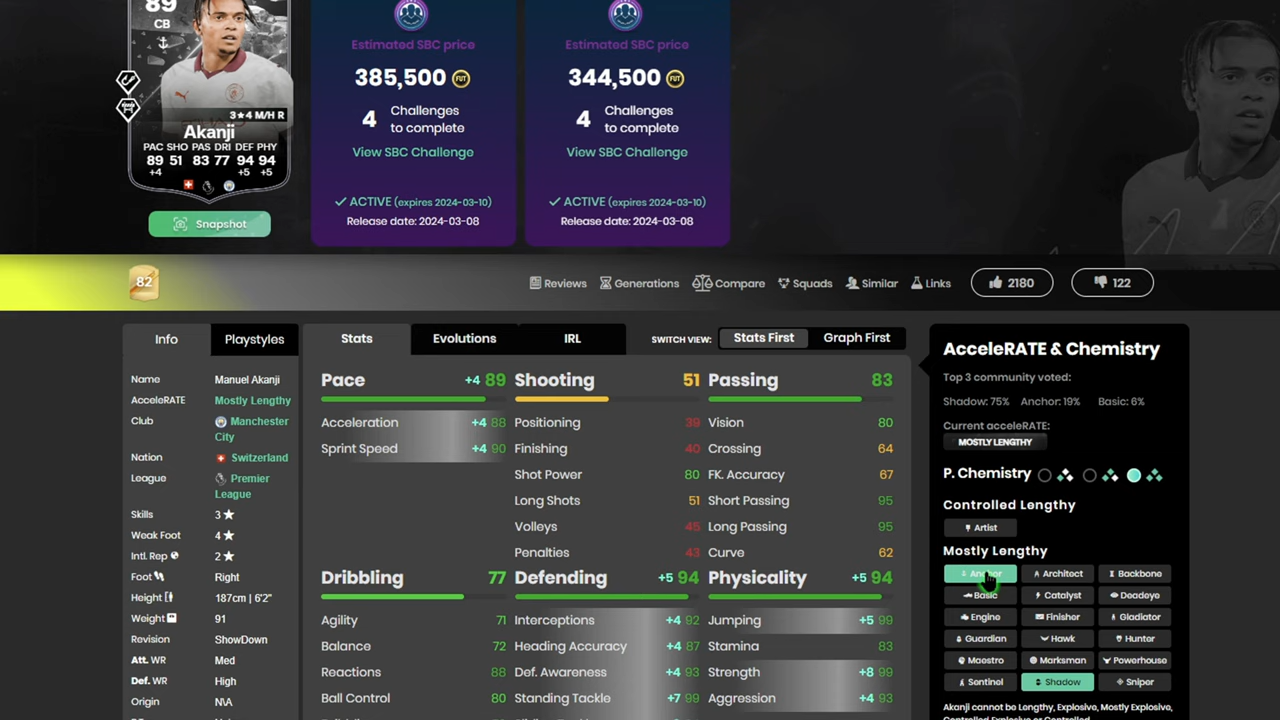 89
CB
3★4 M/H R
Akanji
PAC SHO PAS DRI DEF PHY
89 51 83 77 94 94
+4 +5 +5
Snapshot
Estimated SBC price
385,500 FUT
4 Challenges
to complete
View SBC Challenge
✓ ACTIVE (expires 2024-03-10)
Release date: 2024-03-08
Estimated SBC price
344,500 FUT
4 Challenges
to complete
View SBC Challenge
✓ ACTIVE (expires 2024-03-10)
Release date: 2024-03-08
82
Reviews Generations Compare Squads Similar Links 2180 122
Info Playstyles
Name Manuel Akanji
AcceleRATE Mostly Lengthy
Club Manchester
City
Nation Switzerland
League Premier
League
Skills 3 ★
Weak Foot 4 ★
Intl. Rep 2 ★
Foot Right
Height 187cm | 6'2"
Weight 91
Revision ShowDown
Att. WR Med
Def. WR High
Origin N\A
Stats Evolutions IRL SWITCH VIEW: Stats First Graph First
Pace +4 89
Acceleration +4 88
Sprint Speed +4 90
Shooting 51
Positioning 39
Finishing 40
Shot Power 80
Long Shots 51
Volleys 45
Penalties 43
Passing 83
Vision 80
Crossing 64
FK. Accuracy 67
Short Passing 95
Long Passing 95
Curve 62
Dribbling 77
Agility 71
Balance 72
Reactions 88
Ball Control 80
Defending +5 94
Interceptions +4 92
Heading Accuracy +4 87
Def. Awareness +4 93
Standing Tackle +7 99
Physicality +5 94
Jumping +5 99
Stamina 83
Strength +8 99
Aggression +4 93
AcceleRATE & Chemistry
Top 3 community voted:
Shadow: 75% Anchor: 19% Basic: 6%
Current acceleRATE:
MOSTLY LENGTHY
P. Chemistry
Controlled Lengthy
Artist
Mostly Lengthy
Anchor Architect Backbone
Basic Catalyst Deadeye
Engine Finisher Gladiator
Guardian Hawk Hunter
Maestro Marksman Powerhouse
Sentinel Shadow Sniper
Akanji cannot be Lengthy, Explosive, Mostly Explosive,
Controlled Explosive or Controlled